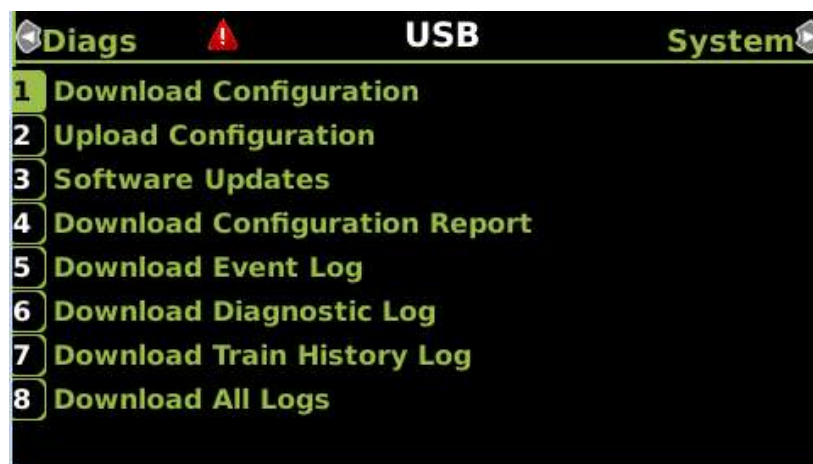 Diags USB System
1 Download Configuration
2 Upload Configuration
3 Software Updates
4 Download Configuration Report
5 Download Event Log
6 Download Diagnostic Log
7 Download Train History Log
8 Download All Logs